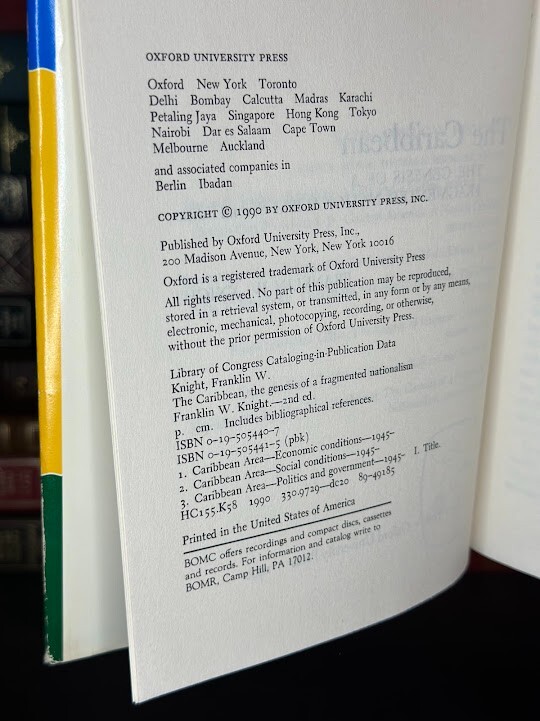 OXFORD UNIVERSITY PRESS
Oxford New York Toronto
Delhi Bombay Calcutta Madras Karachi
Petaling Jaya Singapore Hong Kong Tokyo
Nairobi Dar es Salaam Cape Town
Melbourne Auckland
and associated companies in
Berlin Ibadan
COPYRIGHT © 1990 BY OXFORD UNIVERSITY PRESS, INC.
Published by Oxford University Press, Inc.,
200 Madison Avenue, New York, New York 10016
Oxford is a registered trademark of Oxford University Press
All rights reserved. No part of this publication may be reproduced,
stored in a retrieval system, or transmitted, in any form or by any means,
electronic, mechanical, photocopying, recording, or otherwise,
without the prior permission of Oxford University Press.
Library of Congress Cataloging-in-Publication Data
Knight, Franklin W.
The Caribbean, the genesis of a fragmented nationalism
Franklin W. Knight.—2nd ed.
p. cm. Includes bibliographical references.
ISBN 0-19-505440-7
ISBN 0-19-505441-5 (pbk)
1. Caribbean Area—Economic conditions—1945-
2. Caribbean Area—Social conditions—1945-
3. Caribbean Area—Politics and government—1945- I. Title.
HC155.K58 1990 330.9729—dc20 89-49185
Printed in the United States of America
BOMC offers recordings and compact discs, cassettes
and records. For information and catalog write to
BOMR, Camp Hill, PA 17012.
The Caribbean